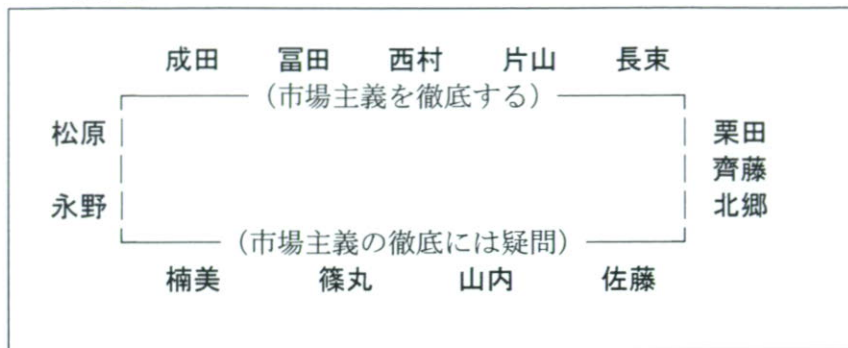 成田 冨田 西村 片山 長束
(市場主義を徹底する)
松原 栗田
齊藤
永野 北郷
(市場主義の徹底には疑問)
楠美 篠丸 山内 佐藤